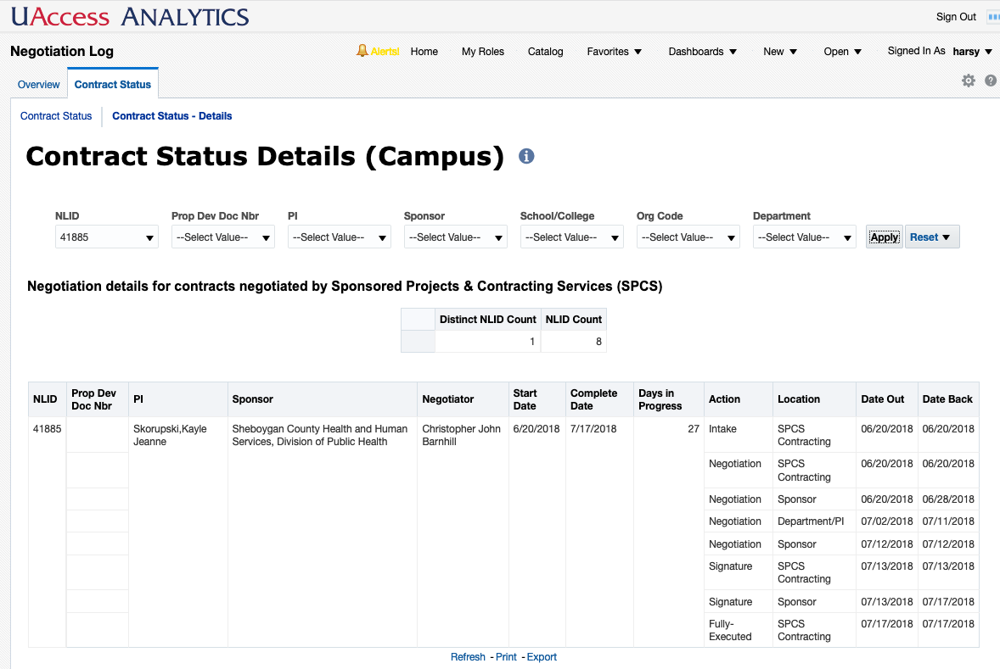 UAccess ANALYTICS
Sign Out
Negotiation Log
Alerts! Home My Roles Catalog Favorites Dashboards New Open Signed In As harsy
Overview Contract Status
Contract Status Contract Status - Details
Contract Status Details (Campus)
NLID Prop Dev Doc Nbr PI Sponsor School/College Org Code Department
41885 --Select Value-- --Select Value-- --Select Value-- --Select Value-- --Select Value-- --Select Value-- Apply Reset
Negotiation details for contracts negotiated by Sponsored Projects & Contracting Services (SPCS)
Distinct NLID Count NLID Count
1 8
NLID Prop Dev Doc Nbr PI Sponsor Negotiator Start Date Complete Date Days in Progress Action Location Date Out Date Back
41885 Skorupski,Kayle Jeanne Sheboygan County Health and Human Services, Division of Public Health Christopher John Barnhill 6/20/2018 7/17/2018 27 Intake SPCS Contracting 06/20/2018 06/20/2018
Negotiation SPCS Contracting 06/20/2018 06/20/2018
Negotiation Sponsor 06/20/2018 06/28/2018
Negotiation Department/PI 07/02/2018 07/11/2018
Negotiation Sponsor 07/12/2018 07/12/2018
Signature SPCS Contracting 07/13/2018 07/13/2018
Signature Sponsor 07/13/2018 07/17/2018
Fully-Executed SPCS Contracting 07/17/2018 07/17/2018
Refresh - Print - Export